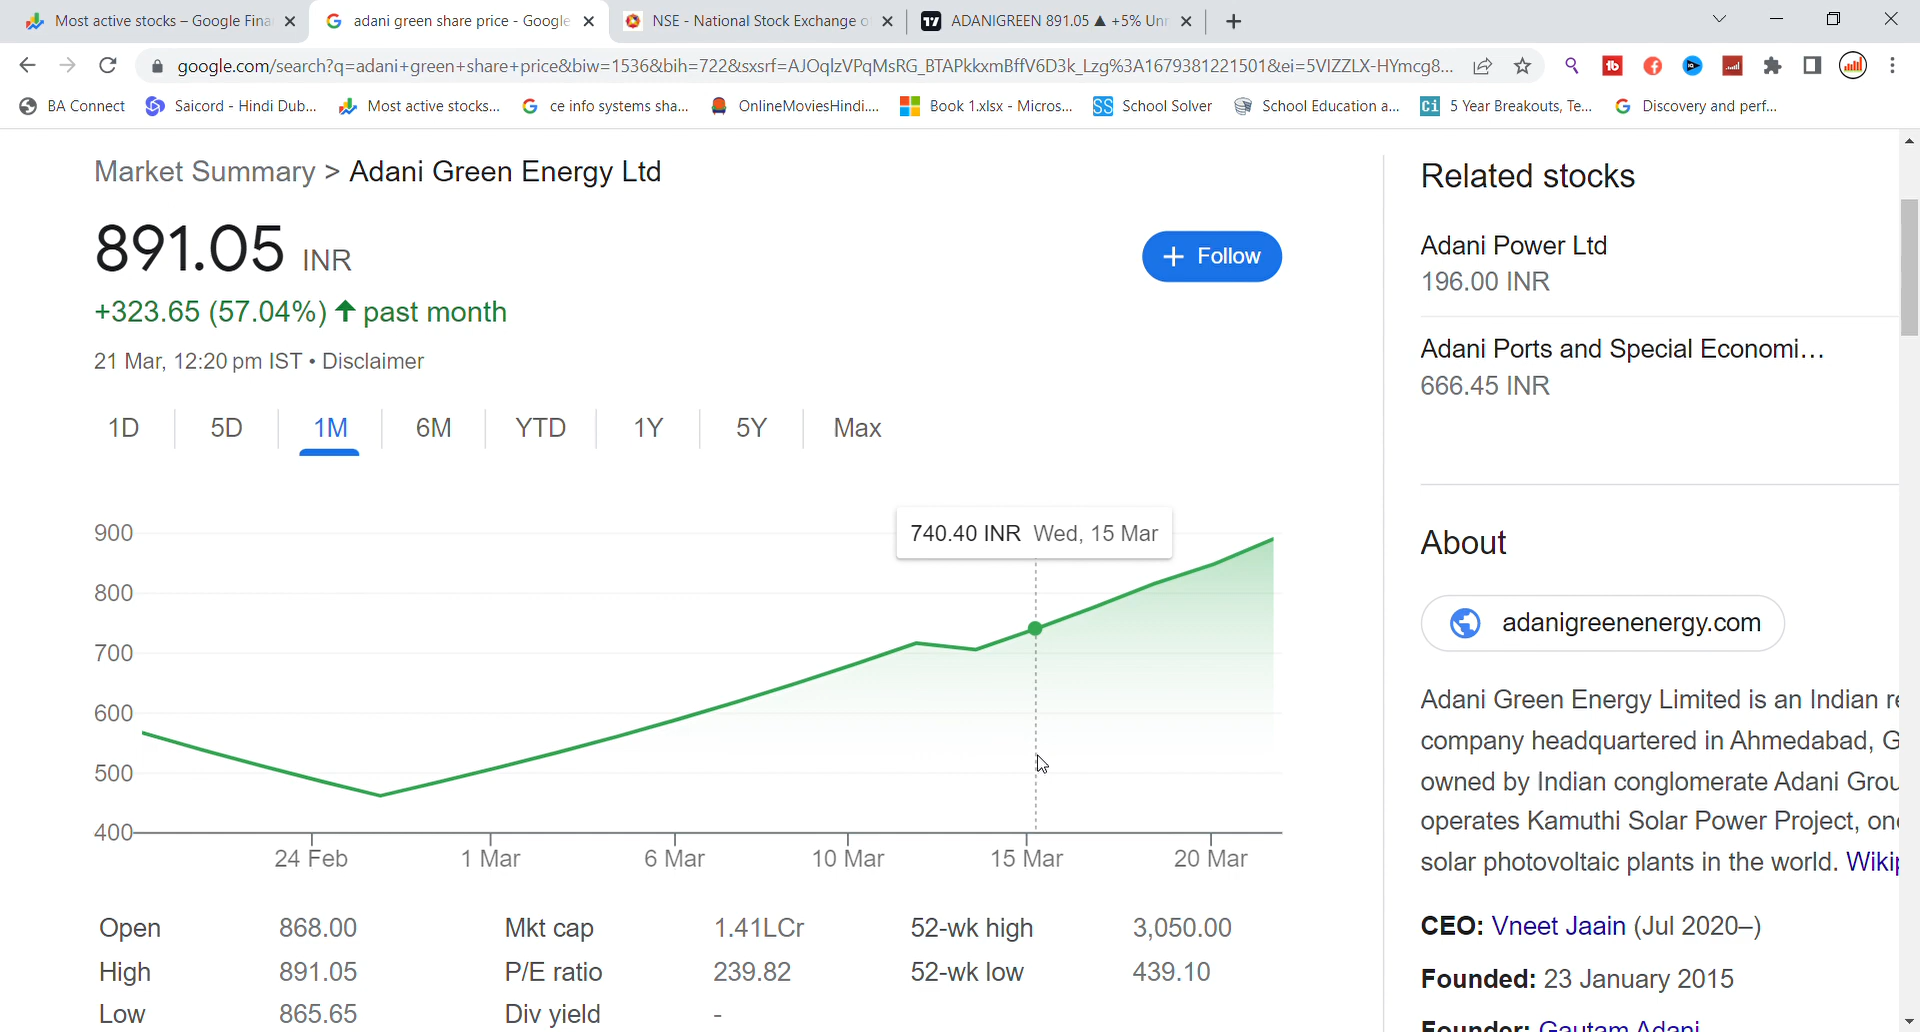 Most active stocks – Google Fina
adani green share price - Google
NSE - National Stock Exchange o
ADANIGREEN 891.05 ▲ +5% Unn
google.com/search?q=adani+green+share+price&biw=1536&bih=722&sxsrf=AJOqlzVPqMsRG_BTAPkkxmBffV6D3k_Lzg%3A1679381221501&ei=5VIZZLX-HYmcg8...
BA Connect
Saicord - Hindi Dub...
Most active stocks...
ce info systems sha...
OnlineMoviesHindi....
Book 1.xlsx - Micros...
SS School Solver
School Education a...
Ci 5 Year Breakouts, Te...
Discovery and perf...
Market Summary > Adani Green Energy Ltd
891.05 INR
+ Follow
+323.65 (57.04%) ↑ past month
21 Mar, 12:20 pm IST • Disclaimer
1D
5D
1M
6M
YTD
1Y
5Y
Max
740.40 INR Wed, 15 Mar
900
800
700
600
500
400
24 Feb
1 Mar
6 Mar
10 Mar
15 Mar
20 Mar
Open 868.00
Mkt cap 1.41LCr
52-wk high 3,050.00
High 891.05
P/E ratio 239.82
52-wk low 439.10
Low 865.65
Div yield -
Related stocks
Adani Power Ltd
196.00 INR
Adani Ports and Special Economi...
666.45 INR
About
adanigreenenergy.com
Adani Green Energy Limited is an Indian re
company headquartered in Ahmedabad, G
owned by Indian conglomerate Adani Grou
operates Kamuthi Solar Power Project, one
solar photovoltaic plants in the world. Wikip
CEO: Vneet Jaain (Jul 2020–)
Founded: 23 January 2015
Founder: Gautam Adani